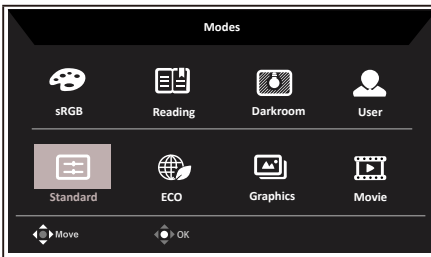 Modes
sRGB Reading Darkroom User
Standard ECO Graphics Movie
Move OK